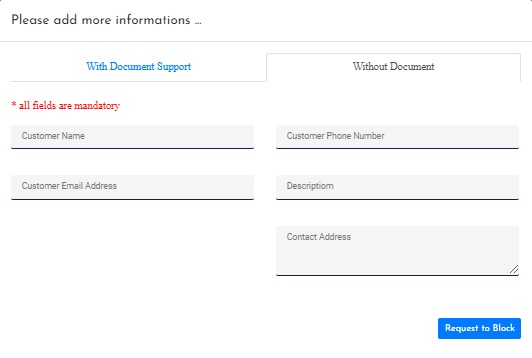 Please add more informations ...
With Document Support
Without Document
* all fields are mandatory
Customer Name
Customer Phone Number
Customer Email Address
Descriptiom
Contact Address
Request to Block